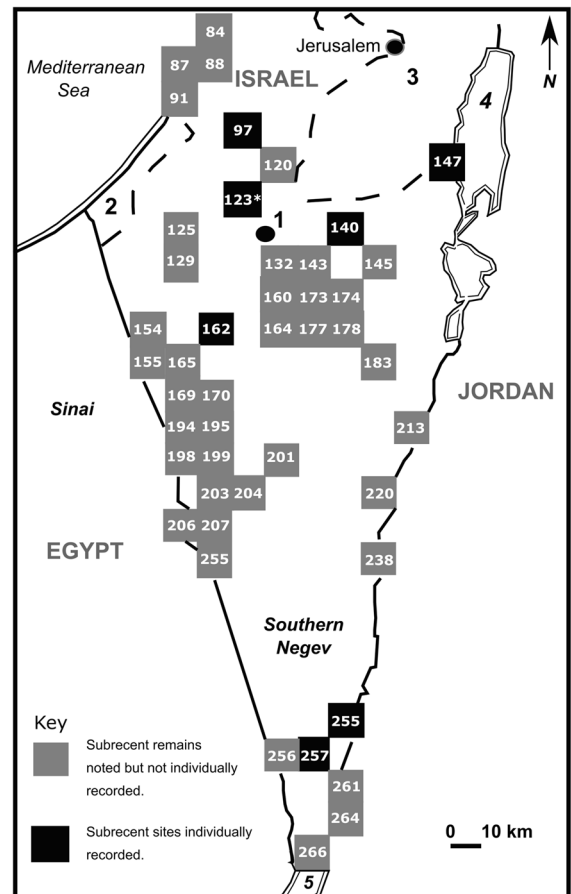 84
Jerusalem
Mediterranean
Sea
87 88
ISRAEL
3
N
91
4
97
120
147
123*
2
1
125
140
129
132 143 145
160 173 174
154
162
164 177 178
155 165
183
169 170
JORDAN
Sinai
194 195
213
198 199
201
203 204
220
206 207
EGYPT
255
238
Southern
Negev
Key
255
Subrecent remains
noted but not individually
recorded.
256 257
261
264
Subrecent sites individually
recorded.
0 10 km
266
5